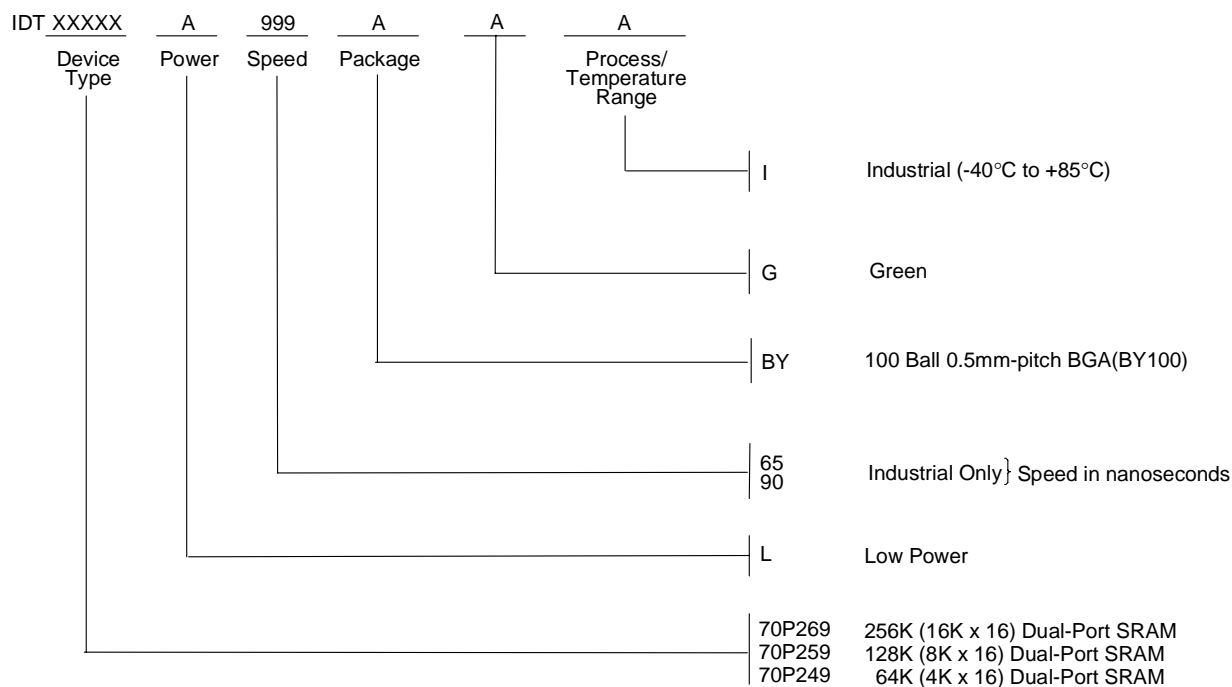 IDT XXXXX A 999 A A A
Device Type Power Speed Package Process/ Temperature Range
I Industrial (-40°C to +85°C)
G Green
BY 100 Ball 0.5mm-pitch BGA(BY100)
65
90
Industrial Only } Speed in nanoseconds
L Low Power
70P269 256K (16K x 16) Dual-Port SRAM
70P259 128K (8K x 16) Dual-Port SRAM
70P249 64K (4K x 16) Dual-Port SRAM